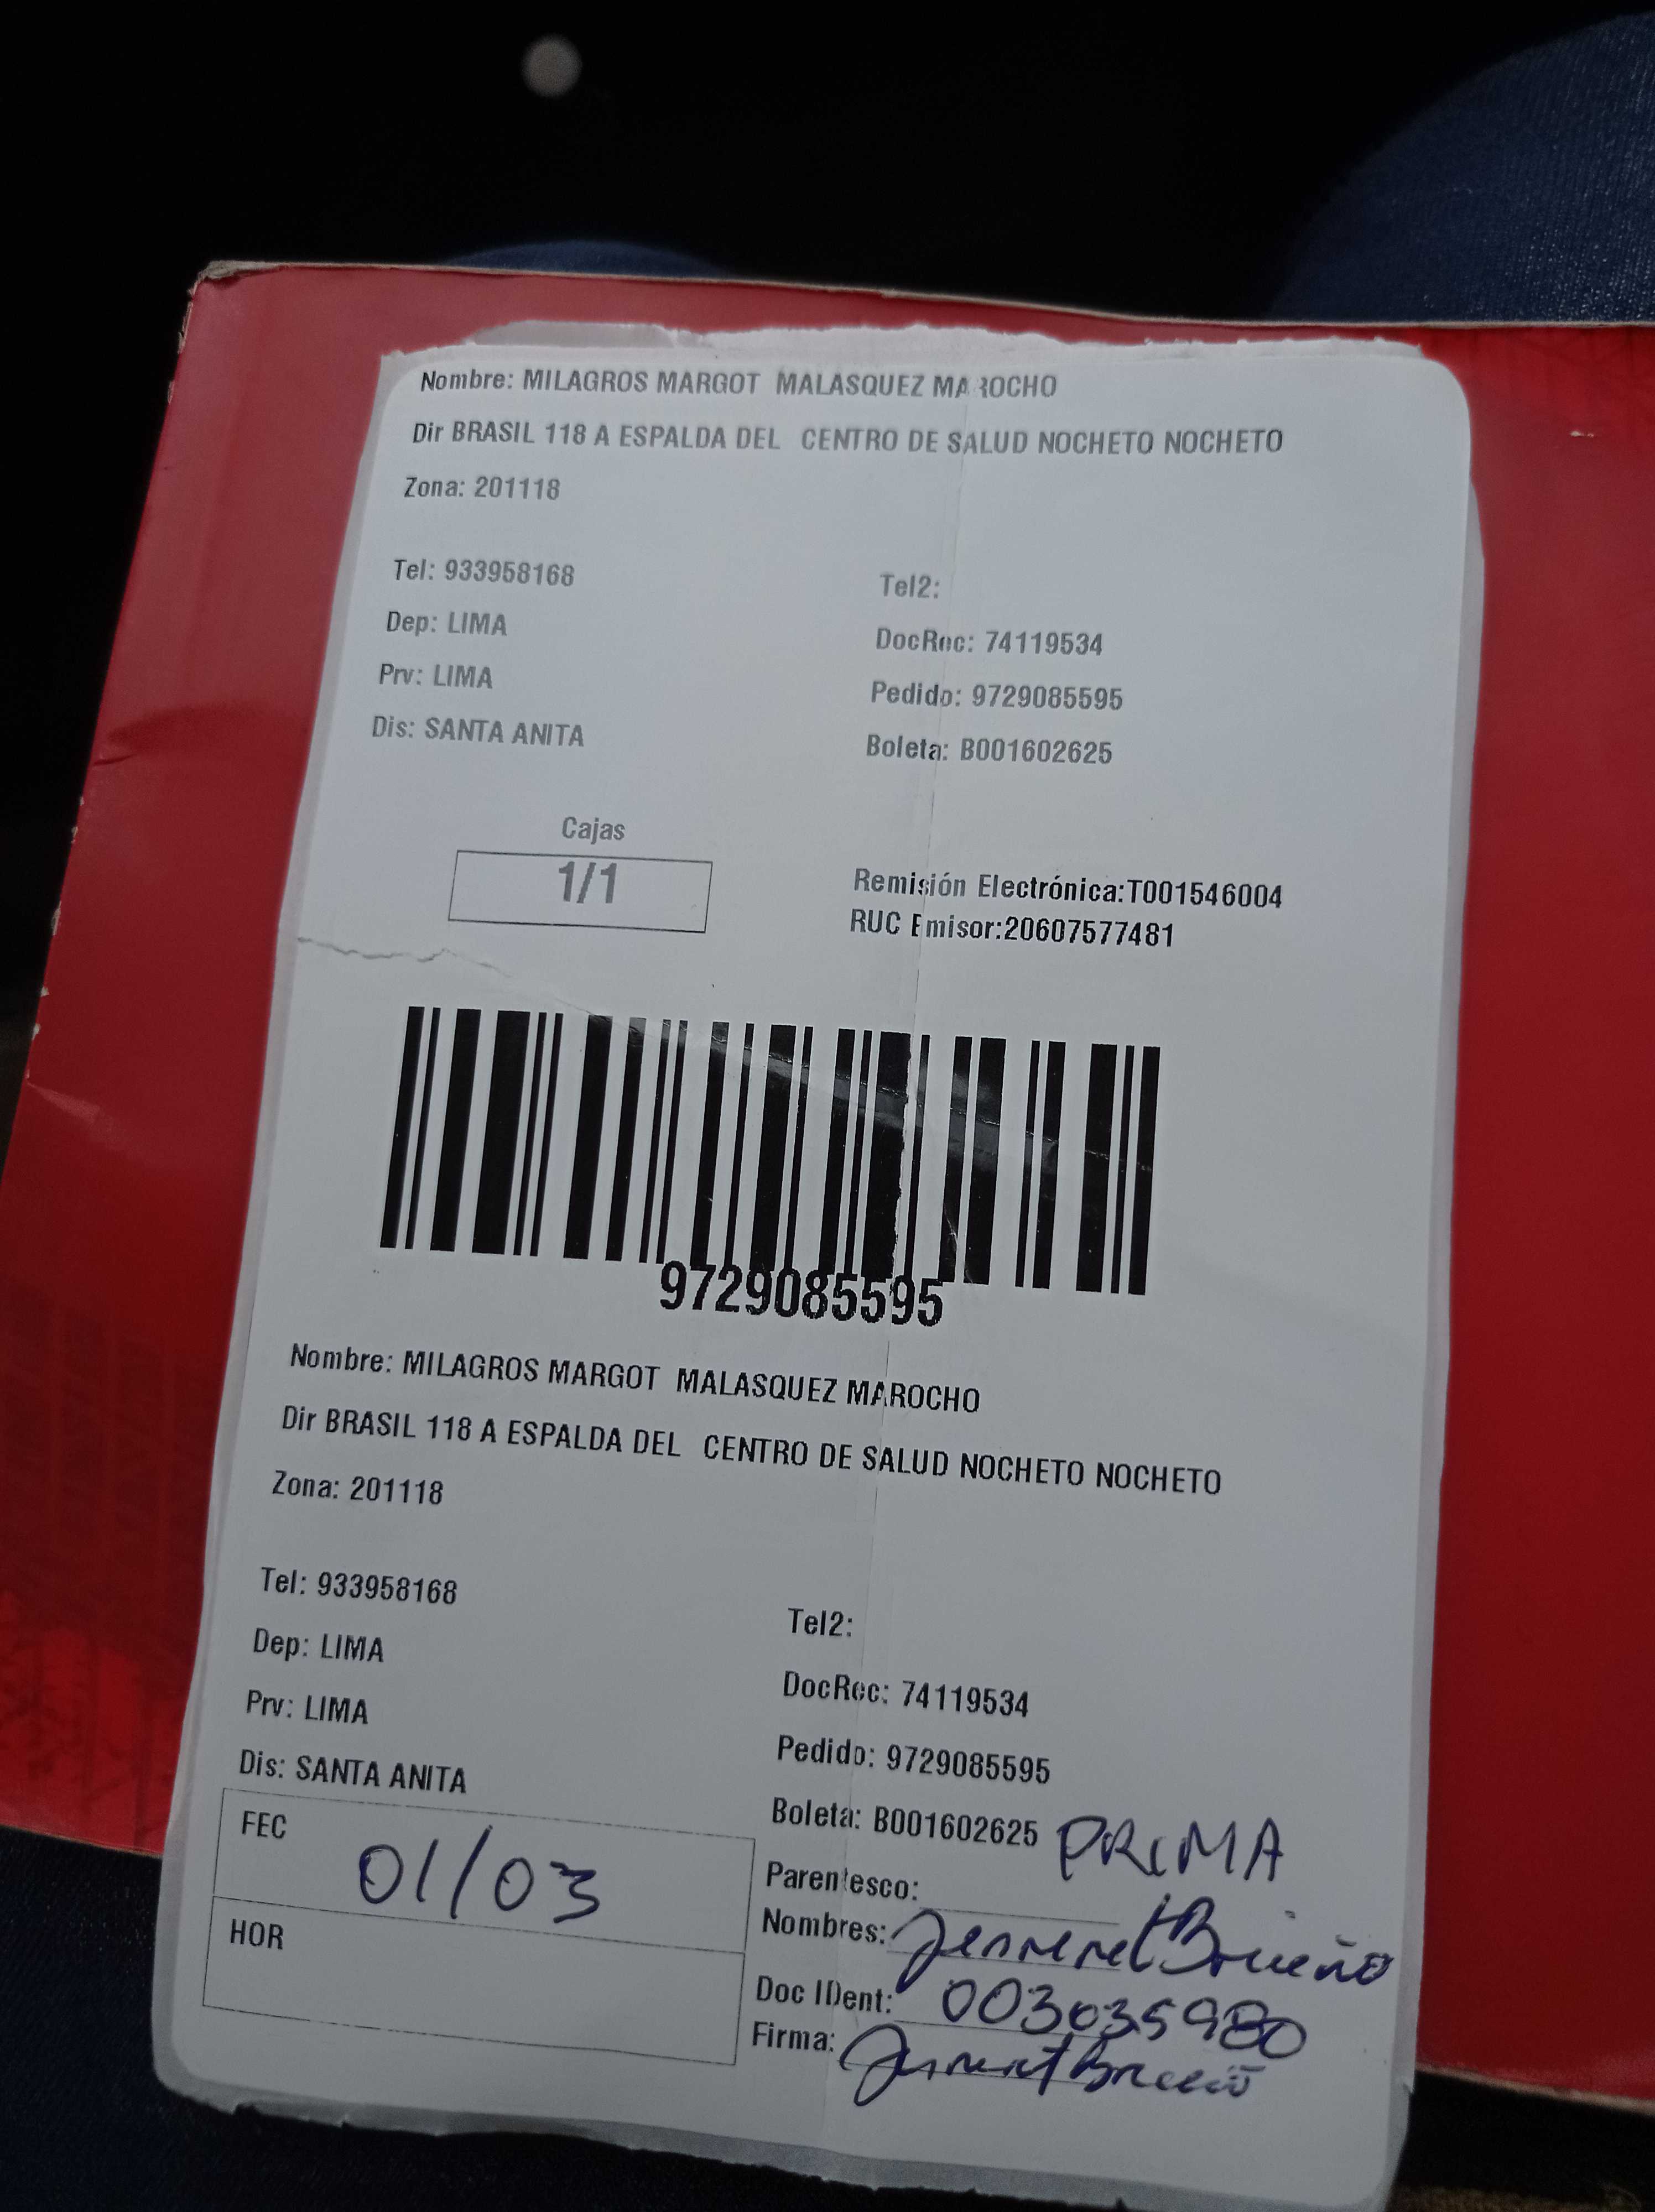 Nombre: MILAGROS MARGOT MALASQUEZ MAROCHO
Dir BRASIL 118 A ESPALDA DEL CENTRO DE SALUD NOCHETO NOCHETO
Zona: 201118
Tel: 933958168
Tel2:
Dep: LIMA
DocRec: 74119534
Prv: LIMA
Pedido: 9729085595
Dis: SANTA ANITA
Boleta: B001602625
Cajas
1/1
Remisión Electrónica:T001546004
RUC Emisor:20607577481
9729085595
Nombre: MILAGROS MARGOT MALASQUEZ MAROCHO
Dir BRASIL 118 A ESPALDA DEL CENTRO DE SALUD NOCHETO NOCHETO
Zona: 201118
Tel: 933958168
Tel2:
Dep: LIMA
DocRec: 74119534
Prv: LIMA
Pedido: 9729085595
Dis: SANTA ANITA
Boleta: B001602625
FEC 01/03
HOR
Parentesco: PRIMA
Nombres: Briceño
Doc IDent: 003035980
Firma: